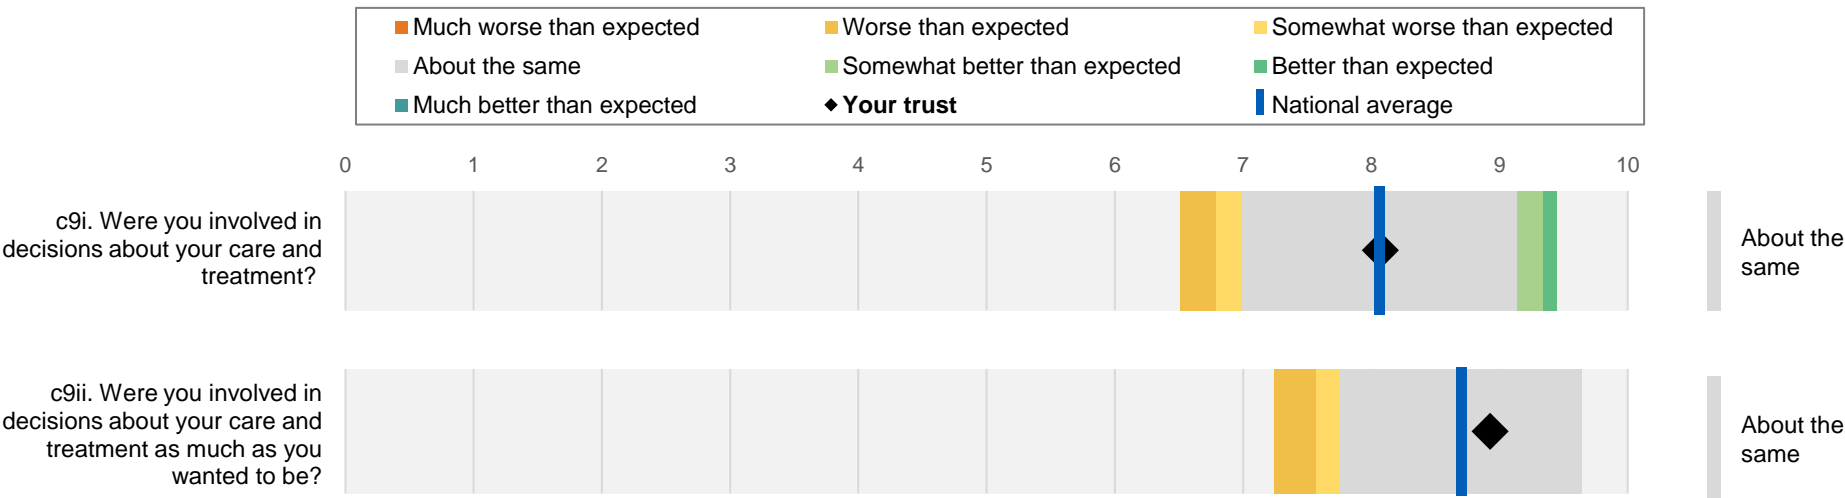 Much worse than expected
Worse than expected
Somewhat worse than expected
About the same
Somewhat better than expected
Better than expected
Much better than expected
Your trust
National average
0 1 2 3 4 5 6 7 8 9 10
c9i. Were you involved in
decisions about your care and
treatment?
About the
same
c9ii. Were you involved in
decisions about your care and
treatment as much as you
wanted to be?
About the
same